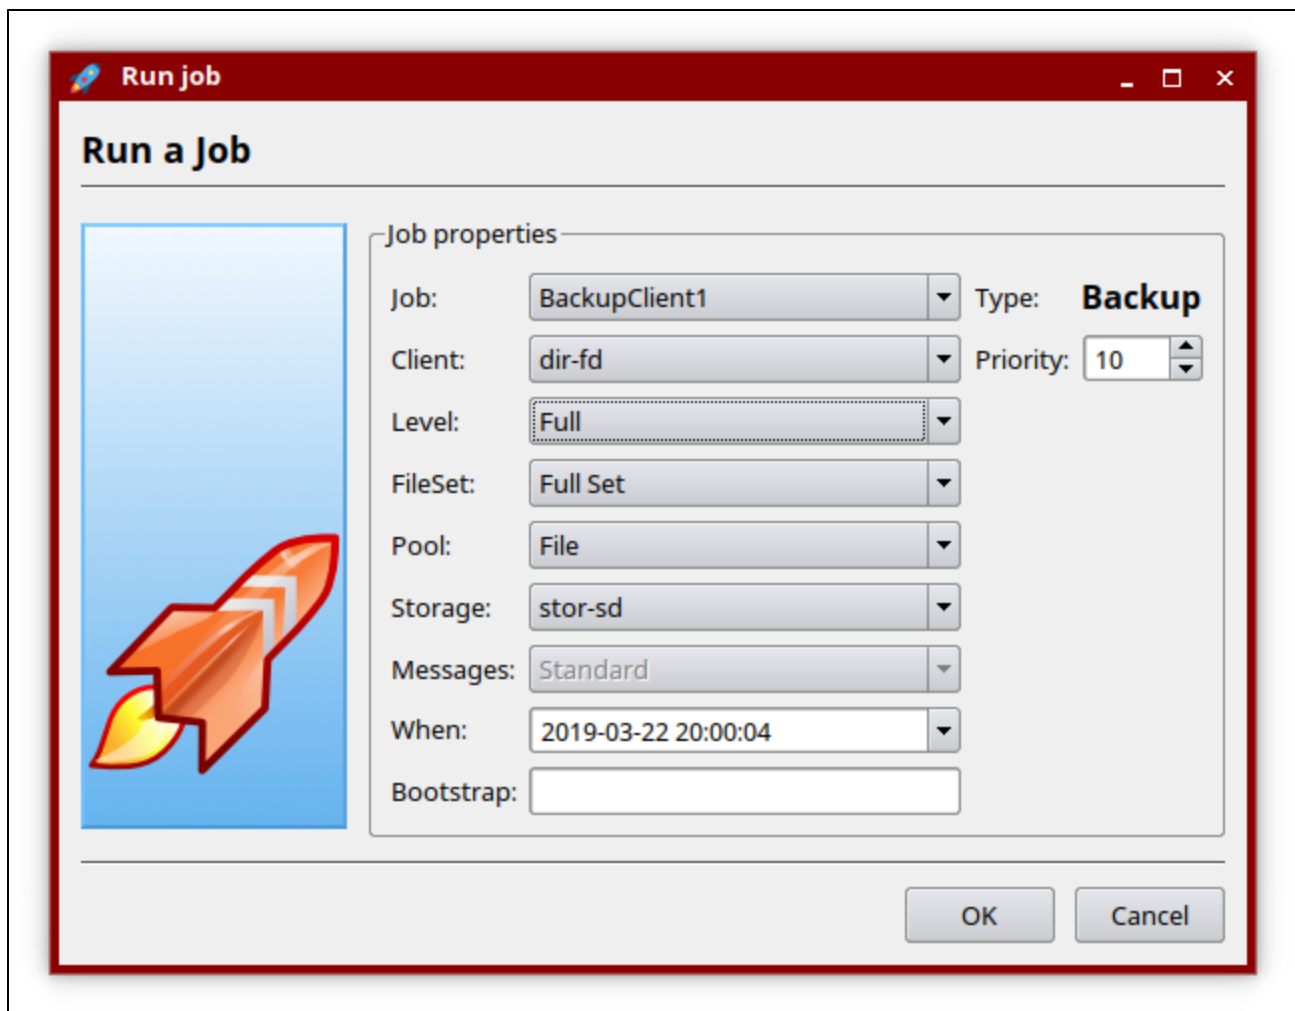 Run job
Run a Job
Job properties
Job: BackupClient1 Type: Backup
Client: dir-fd Priority: 10
Level: Full
FileSet: Full Set
Pool: File
Storage: stor-sd
Messages: Standard
When: 2019-03-22 20:00:04
Bootstrap:
OK Cancel